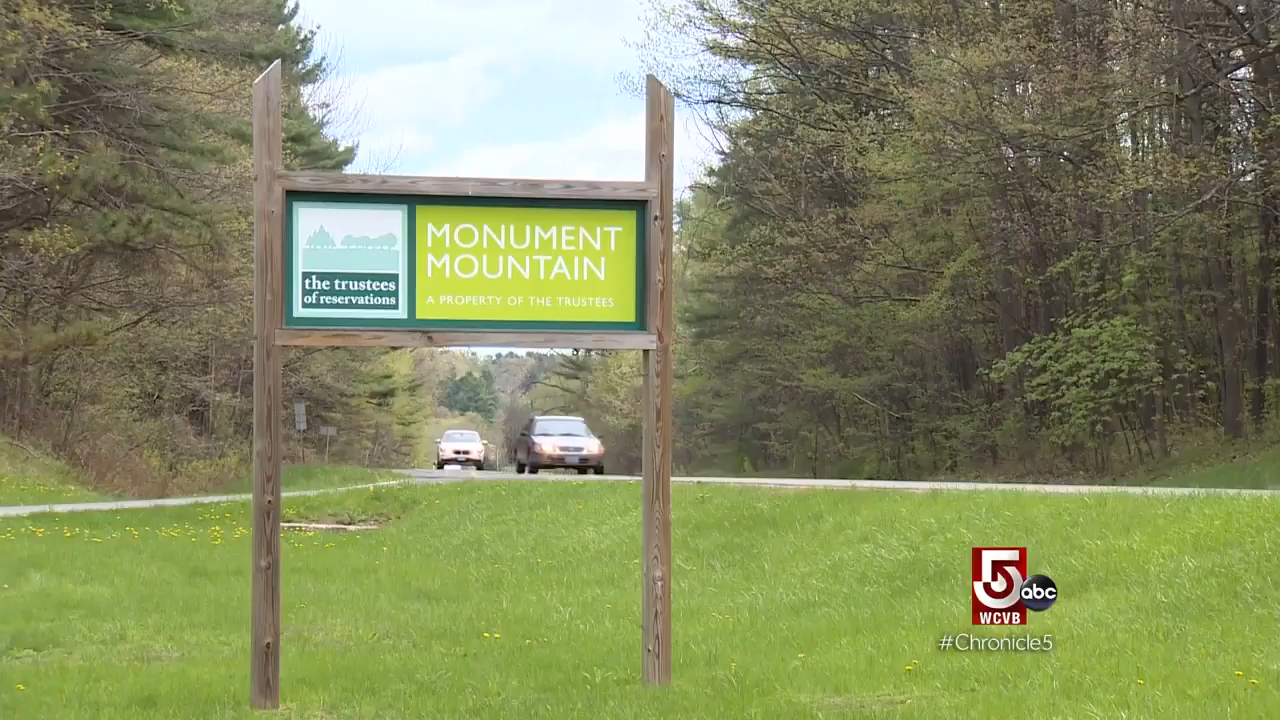 the trustees
of reservations
MONUMENT
MOUNTAIN
A PROPERTY OF THE TRUSTEES
5
abc
WCVB
#Chronicle5